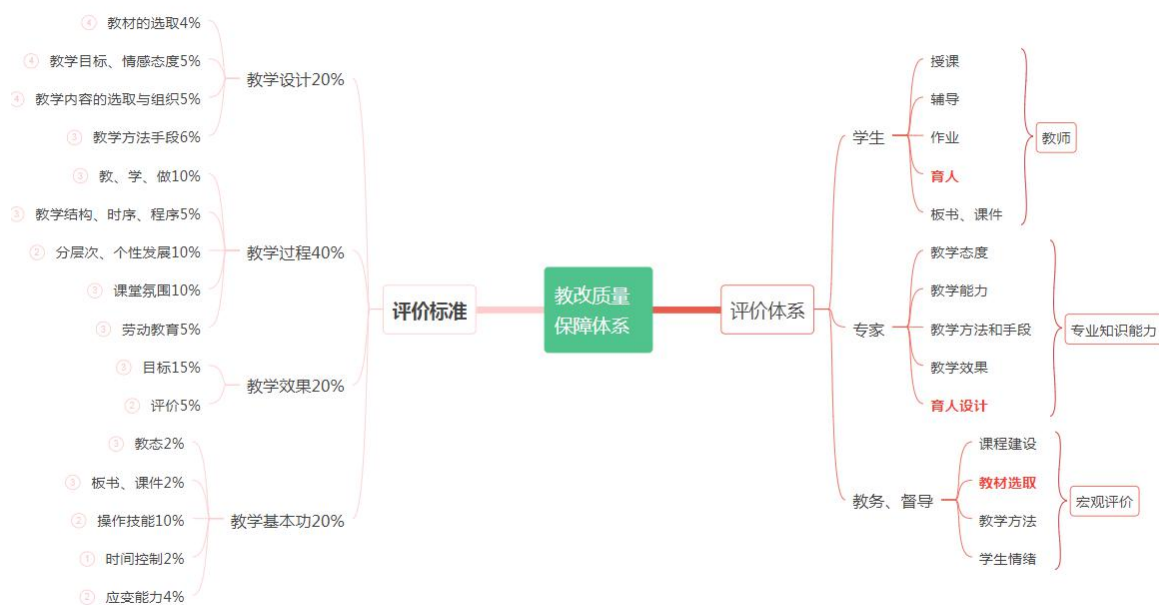 ④ 教材的选取4%
④ 教学目标、情感态度5%
④ 教学内容的选取与组织5%
③ 教学方法手段6%
教学设计20%
③ 教、学、做10%
③ 教学结构、时序、程序5%
② 分层次、个性发展10%
③ 课堂氛围10%
③ 劳动教育5%
教学过程40%
③ 目标15%
② 评价5%
教学效果20%
③ 教态2%
③ 板书、课件2%
② 操作技能10%
① 时间控制2%
② 应变能力4%
教学基本功20%
评价标准
教改质量
保障体系
评价体系
学生
授课
辅导
作业
育人
板书、课件
教师
专家
教学态度
教学能力
教学方法和手段
教学效果
育人设计
专业知识能力
教务、督导
课程建设
教材选取
教学方法
学生情绪
宏观评价